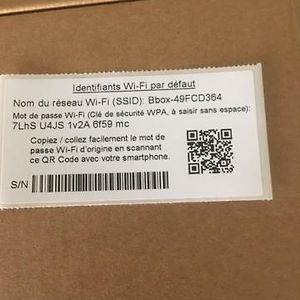 Identifiants Wi-Fi par défaut
Nom du réseau Wi-Fi (SSID): Bbox-49FCD364
Mot de passe Wi-Fi (Clé de sécurité WPA, à saisir sans espace):
7LhS U4JS 1v2A 6f59 mc
Copiez / collez facilement le mot de
passe Wi-Fi d'origine en scannant
ce QR Code avec votre smartphone.
S/N